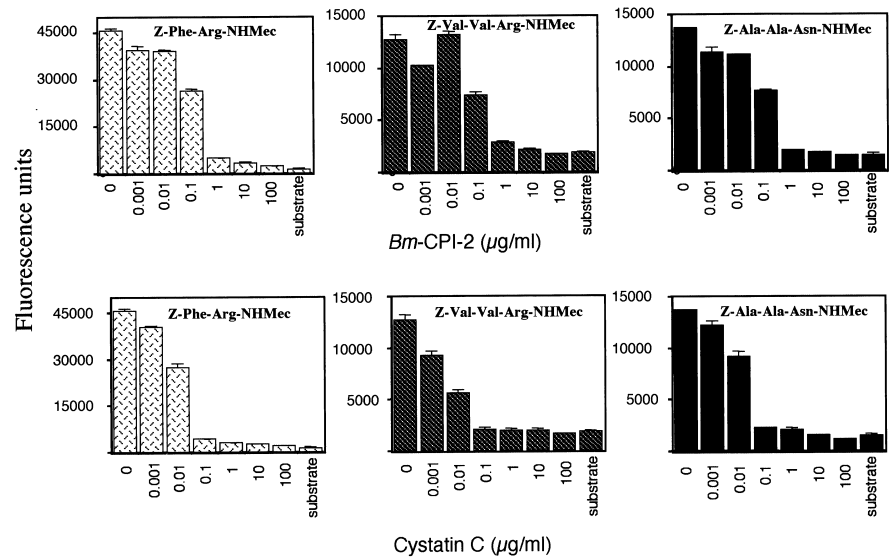 Fluorescence units
Z-Phe-Arg-NHMec
45000
30000
15000
0 0.001 0.01 0.1 1 10 100 substrate
Z-Val-Val-Arg-NHMec
15000
10000
5000
0 0.001 0.01 0.1 1 10 100 substrate
Z-Ala-Ala-Asn-NHMec
15000
10000
5000
0 0.001 0.01 0.1 1 10 100 substrate
Bm-CPI-2 (µg/ml)
Z-Phe-Arg-NHMec
45000
30000
15000
0 0.001 0.01 0.1 1 10 100 substrate
Z-Val-Val-Arg-NHMec
15000
10000
5000
0 0.001 0.01 0.1 1 10 100 substrate
Z-Ala-Ala-Asn-NHMec
15000
10000
5000
0 0.001 0.01 0.1 1 10 100 substrate
Cystatin C (µg/ml)